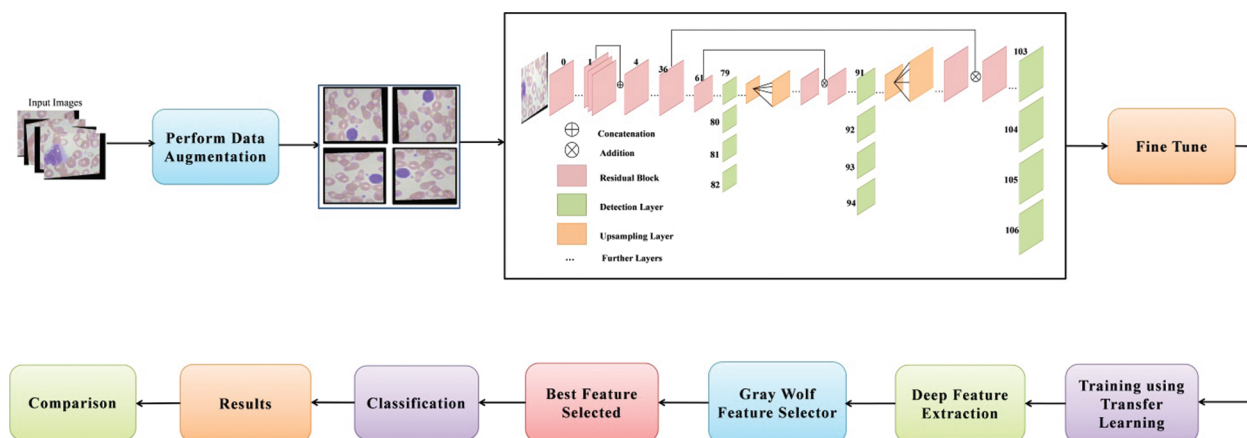 Input Images
Perform Data
Augmentation
0
1
4
36
61
79
80
81
82
91
92
93
94
103
104
105
106
Concatenation
Addition
Residual Block
Detection Layer
Upsampling Layer
... Further Layers
Fine Tune
Comparison
Results
Classification
Best Feature
Selected
Gray Wolf
Feature Selector
Deep Feature
Extraction
Training using
Transfer
Learning